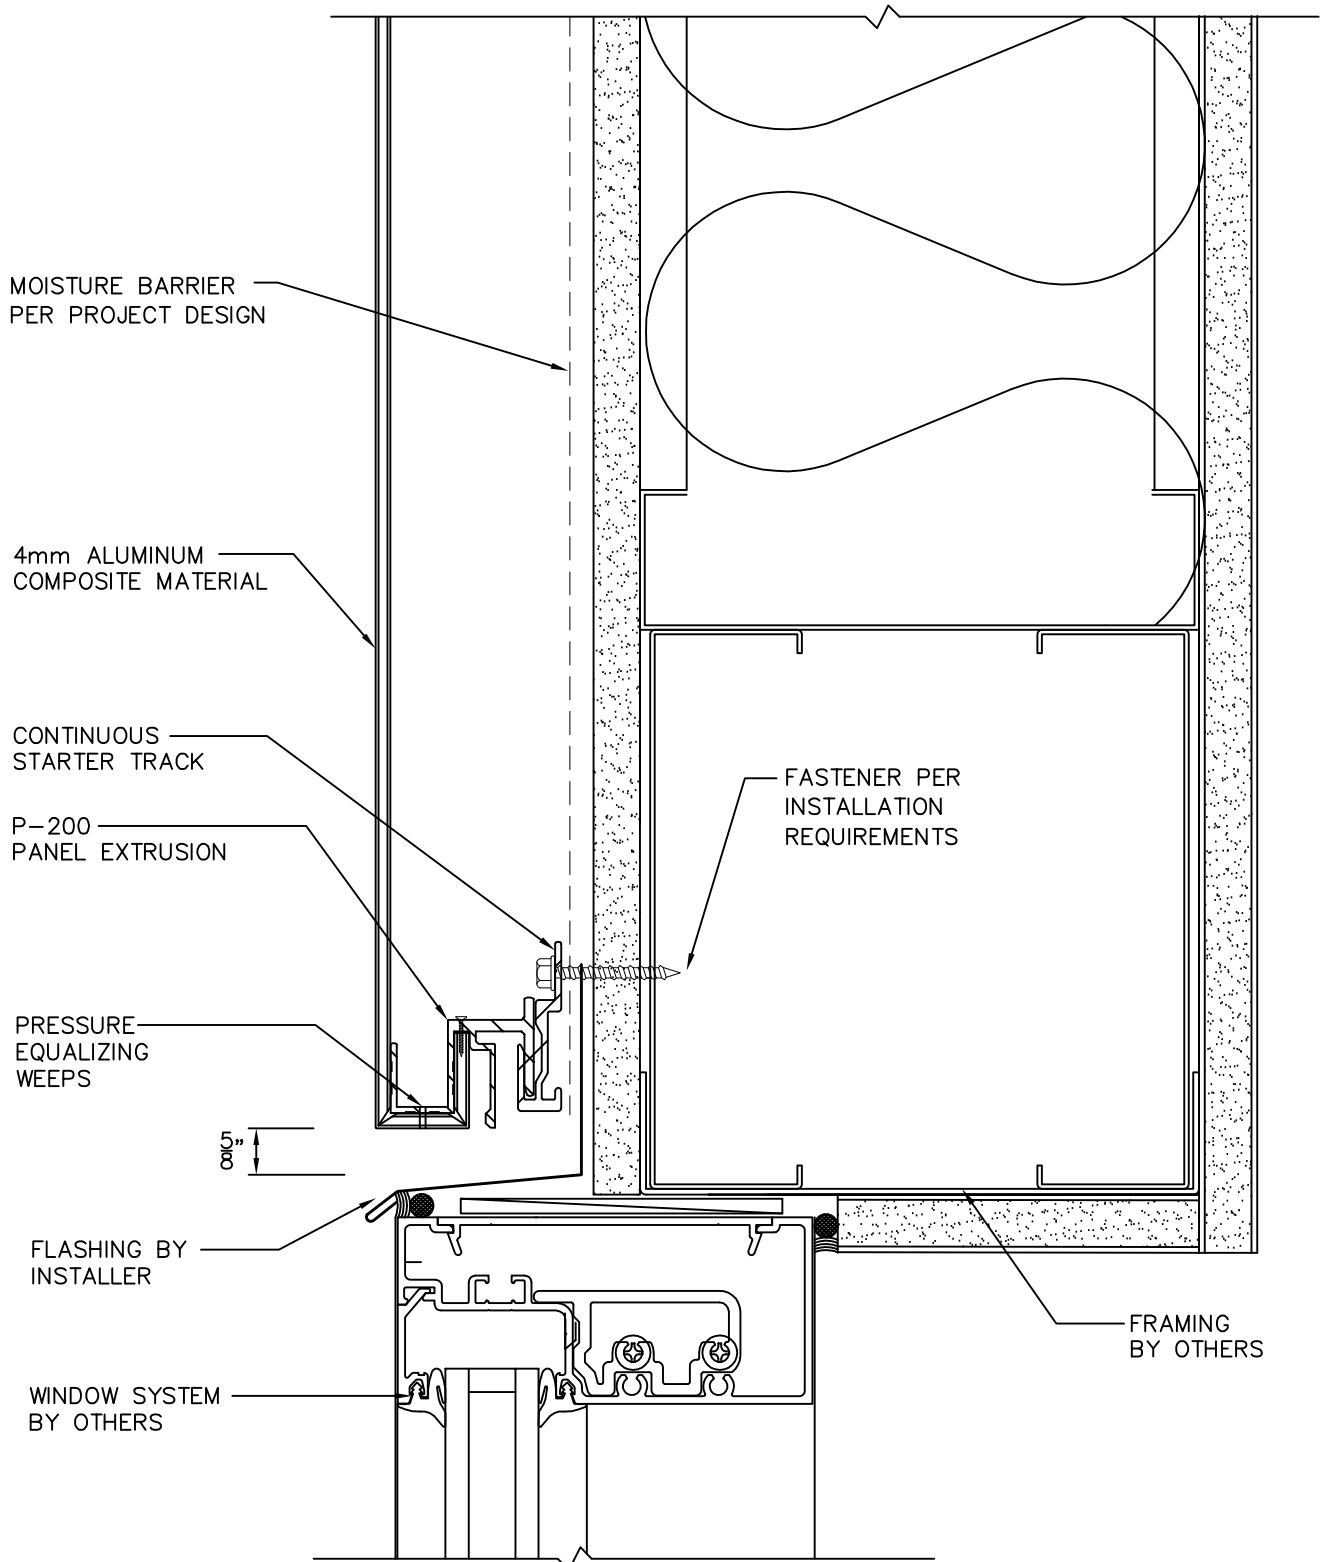 MOISTURE BARRIER
PER PROJECT DESIGN
4mm ALUMINUM
COMPOSITE MATERIAL
CONTINUOUS
STARTER TRACK
FASTENER PER
INSTALLATION
REQUIREMENTS
P-200
PANEL EXTRUSION
PRESSURE
EQUALIZING
WEEPS
5/8"
FLASHING BY
INSTALLER
FRAMING
BY OTHERS
WINDOW SYSTEM
BY OTHERS